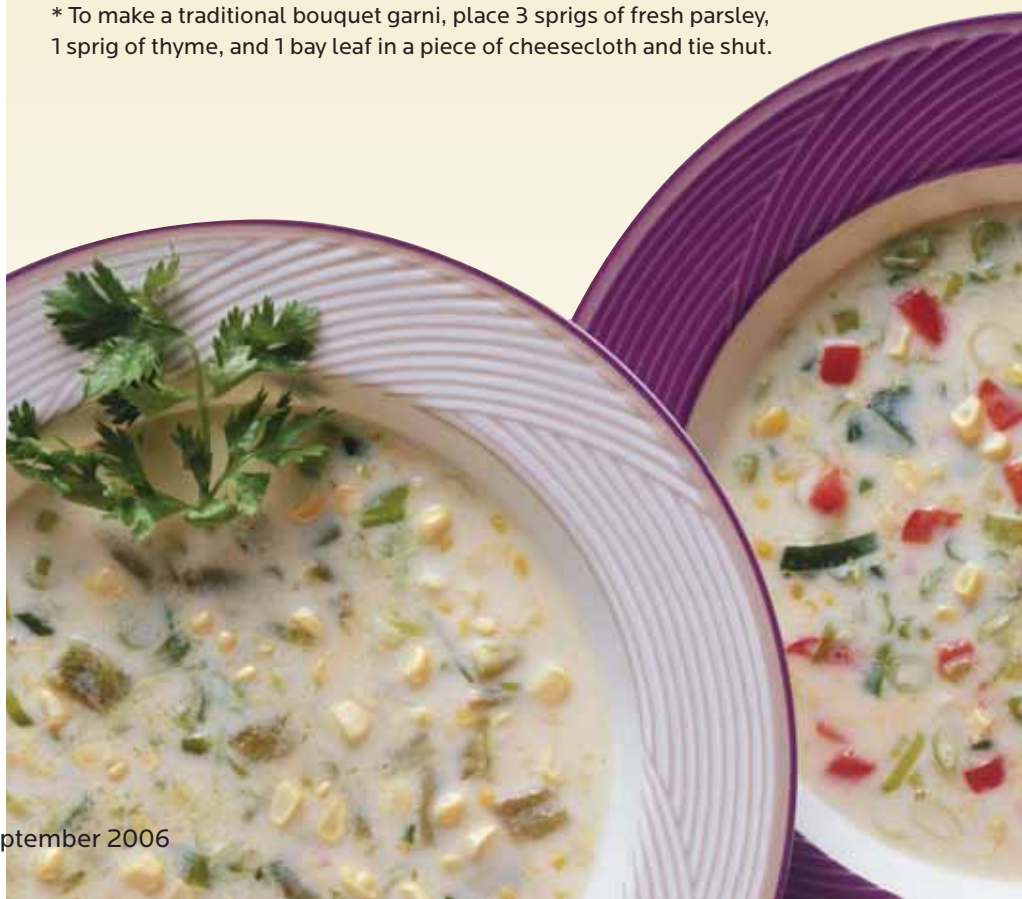 * To make a traditional bouquet garni, place 3 sprigs of fresh parsley,
1 sprig of thyme, and 1 bay leaf in a piece of cheesecloth and tie shut.
ptember 2006